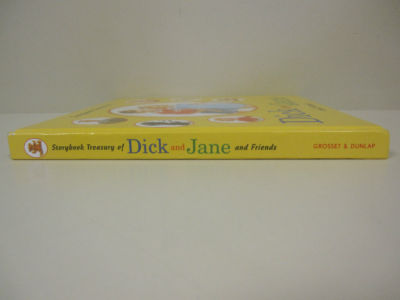 Storybook Treasury of Dick and Jane and Friends GROSSET & DUNLAP